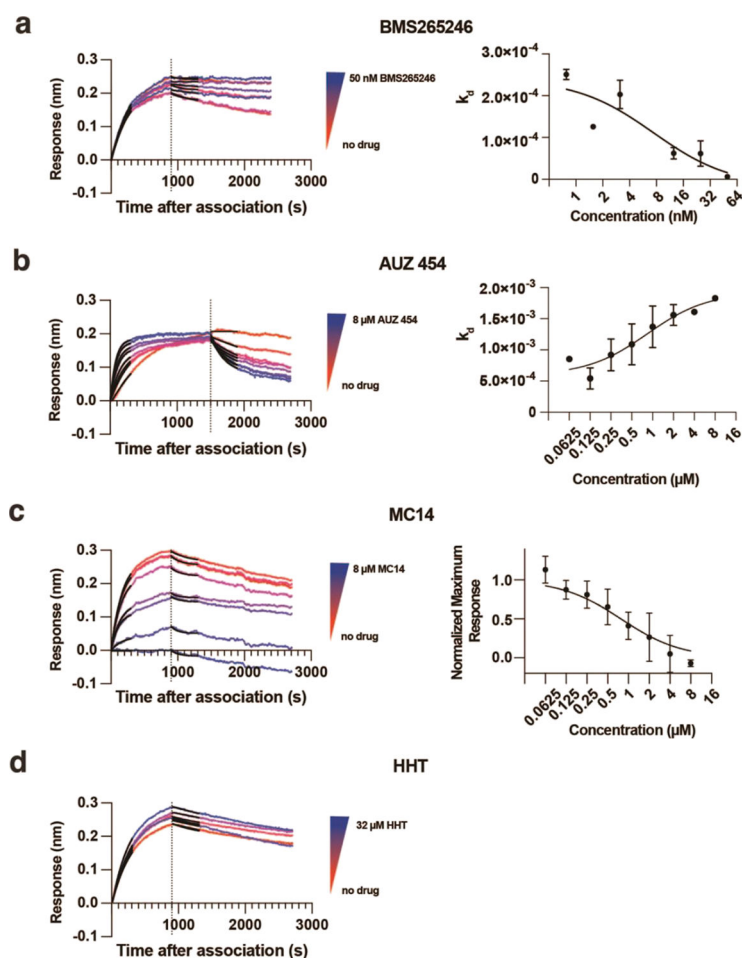 a
BMS265246
Response (nm)
0.3
0.2
0.1
0.0
-0.1
1000 2000 3000
Time after association (s)
50 nM BMS265246
no drug
kd
3.0×10-4
2.0×10-4
1.0×10-4
0
1 2 4 8 16 32 64
Concentration (nM)
b
AUZ 454
Response (nm)
0.3
0.2
0.1
0.0
0.1
1000 2000 3000
Time after association (s)
8 µM AUZ 454
no drug
kd
2.0×10-3
1.5×10-3
1.0×10-3
5.0×10-4
0
0.0625 0.125 0.25 0.5 1 2 4 8 16
Concentration (µM)
c
MC14
Response (nm)
0.3
0.2
0.1
0.0
-0.1
1000 2000 3000
Time after association (s)
8 µM MC14
no drug
Normalized Maximum
Response
1.0
0.5
0.0
0.0625 0.125 0.25 0.5 1 2 4 8 16
Concentration (µM)
d
HHT
Response (nm)
0.3
0.2
0.1
0.0
-0.1
1000 2000 3000
Time after association (s)
32 µM HHT
no drug